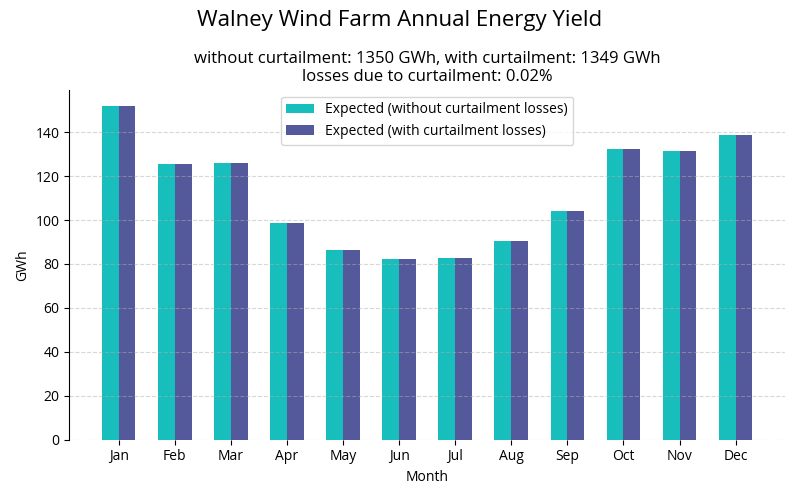 Walney Wind Farm Annual Energy Yield
without curtailment: 1350 GWh, with curtailment: 1349 GWh
losses due to curtailment: 0.02%
Expected (without curtailment losses)
Expected (with curtailment losses)
GWh
140
120
100
80
60
40
20
0
Jan Feb Mar Apr May Jun Jul Aug Sep Oct Nov Dec
Month